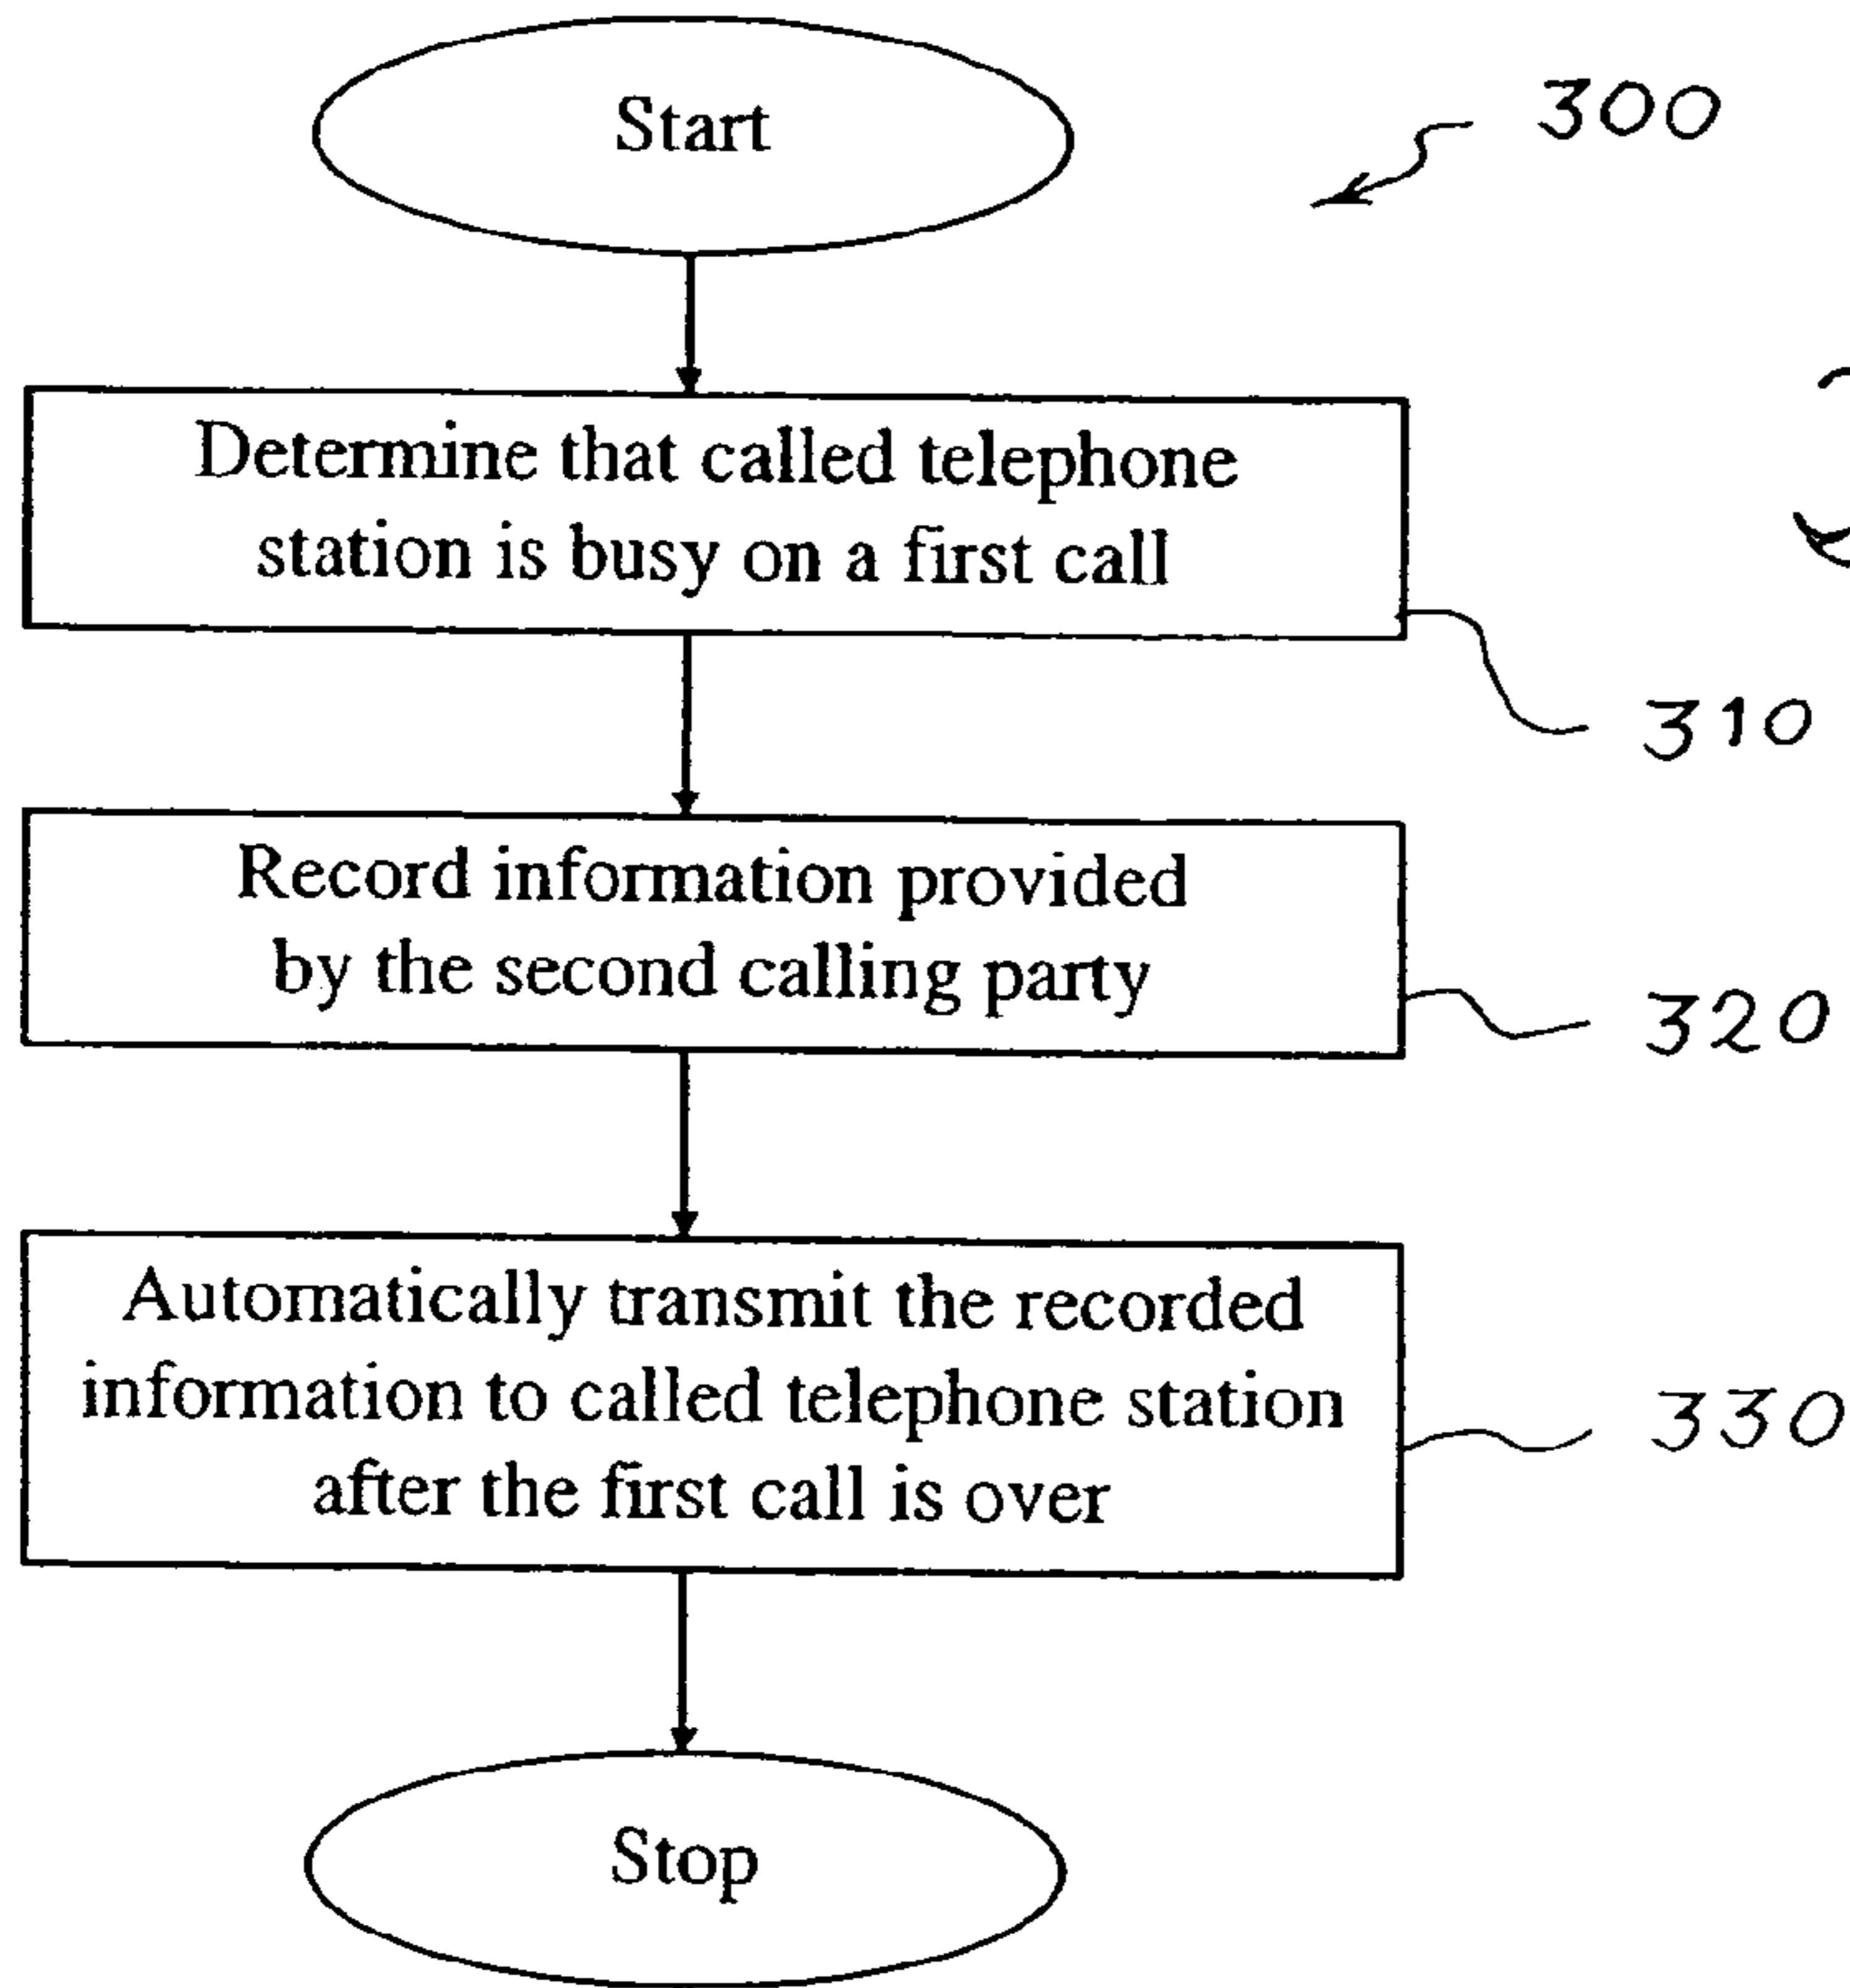 Start
300
Determine that called telephone
station is busy on a first call
310
Record information provided
by the second calling party
320
Automatically transmit the recorded
information to called telephone station
after the first call is over
330
Stop